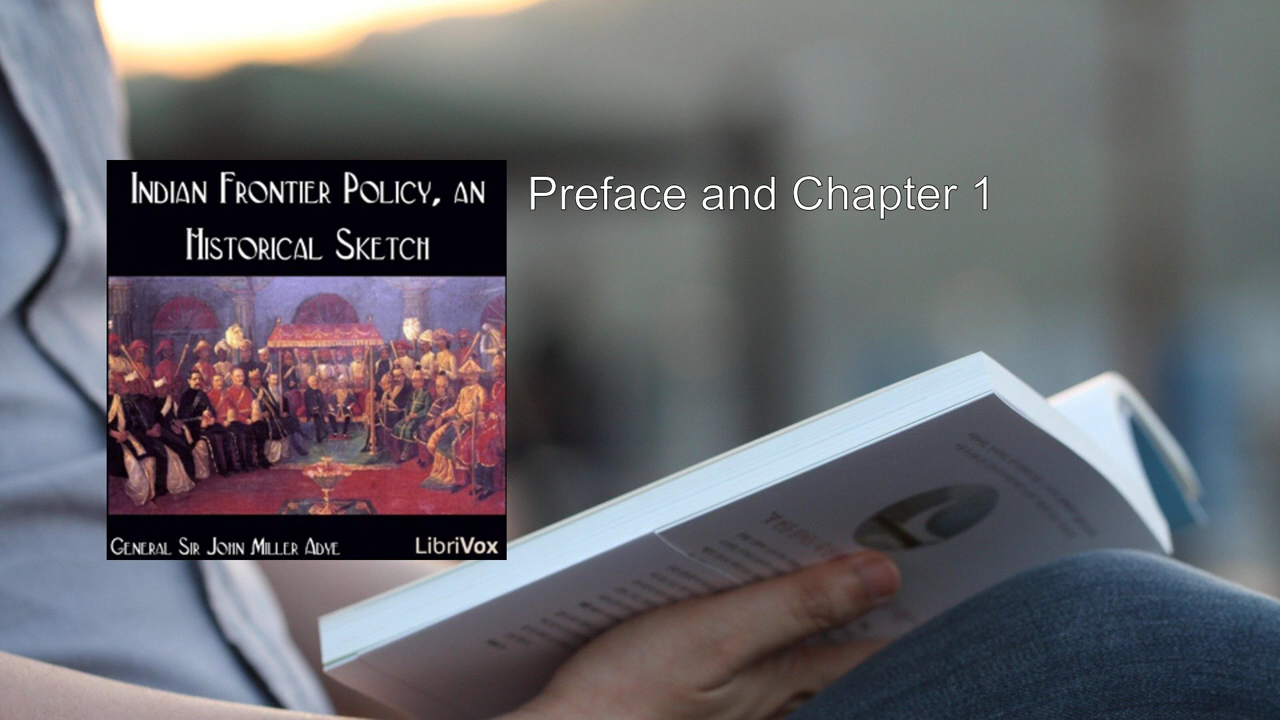 INDIAN FRONTIER POLICY, AN
HISTORICAL SKETCH
Preface and Chapter 1
GENERAL SIR JOHN MILLER ADYE
LibriVox